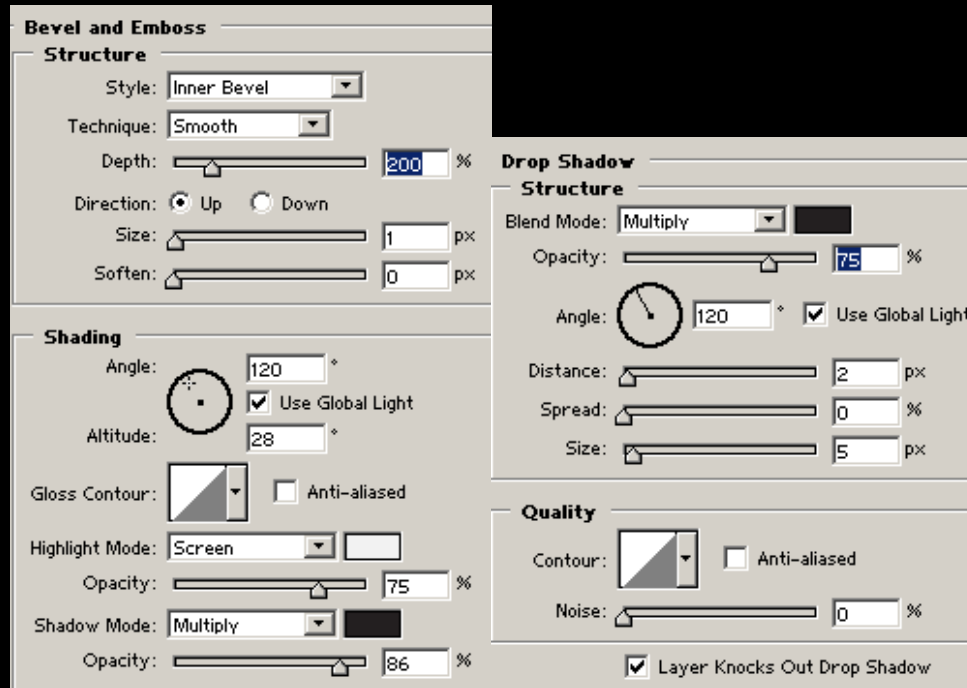 Bevel and Emboss
Structure
Style: Inner Bevel
Technique: Smooth
Depth: 200 %
Direction: Up Down
Size: 1 px
Soften: 0 px
Shading
Angle: 120 °
Use Global Light
Altitude: 28 °
Gloss Contour: Anti-aliased
Highlight Mode: Screen
Opacity: 75 %
Shadow Mode: Multiply
Opacity: 86 %
Drop Shadow
Structure
Blend Mode: Multiply
Opacity: 75 %
Angle: 120 ° Use Global Light
Distance: 2 px
Spread: 0 %
Size: 5 px
Quality
Contour: Anti-aliased
Noise: 0 %
Layer Knocks Out Drop Shadow